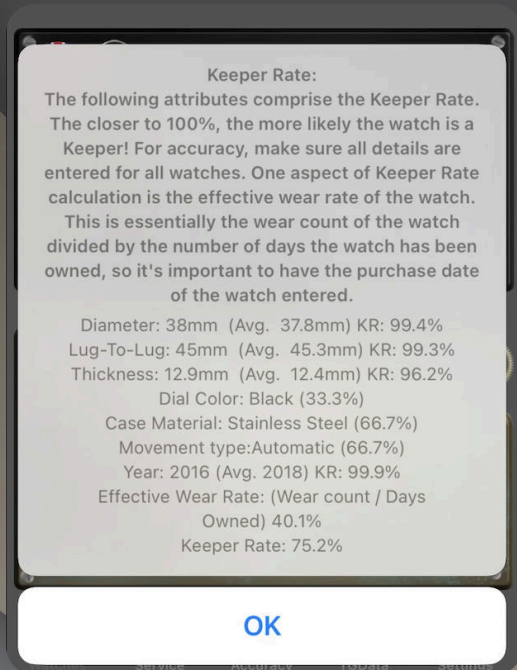 Keeper Rate:
The following attributes comprise the Keeper Rate.
The closer to 100%, the more likely the watch is a
Keeper! For accuracy, make sure all details are
entered for all watches. One aspect of Keeper Rate
calculation is the effective wear rate of the watch.
This is essentially the wear count of the watch
divided by the number of days the watch has been
owned, so it's important to have the purchase date
of the watch entered.
Diameter: 38mm  (Avg.  37.8mm) KR: 99.4%
Lug-To-Lug: 45mm  (Avg.  45.3mm) KR: 99.3%
Thickness: 12.9mm  (Avg.  12.4mm) KR: 96.2%
Dial Color: Black (33.3%)
Case Material: Stainless Steel (66.7%)
Movement type:Automatic (66.7%)
Year: 2016 (Avg. 2018) KR: 99.9%
Effective Wear Rate: (Wear count / Days
Owned) 40.1%
Keeper Rate: 75.2%
OK
Service Accuracy Settings